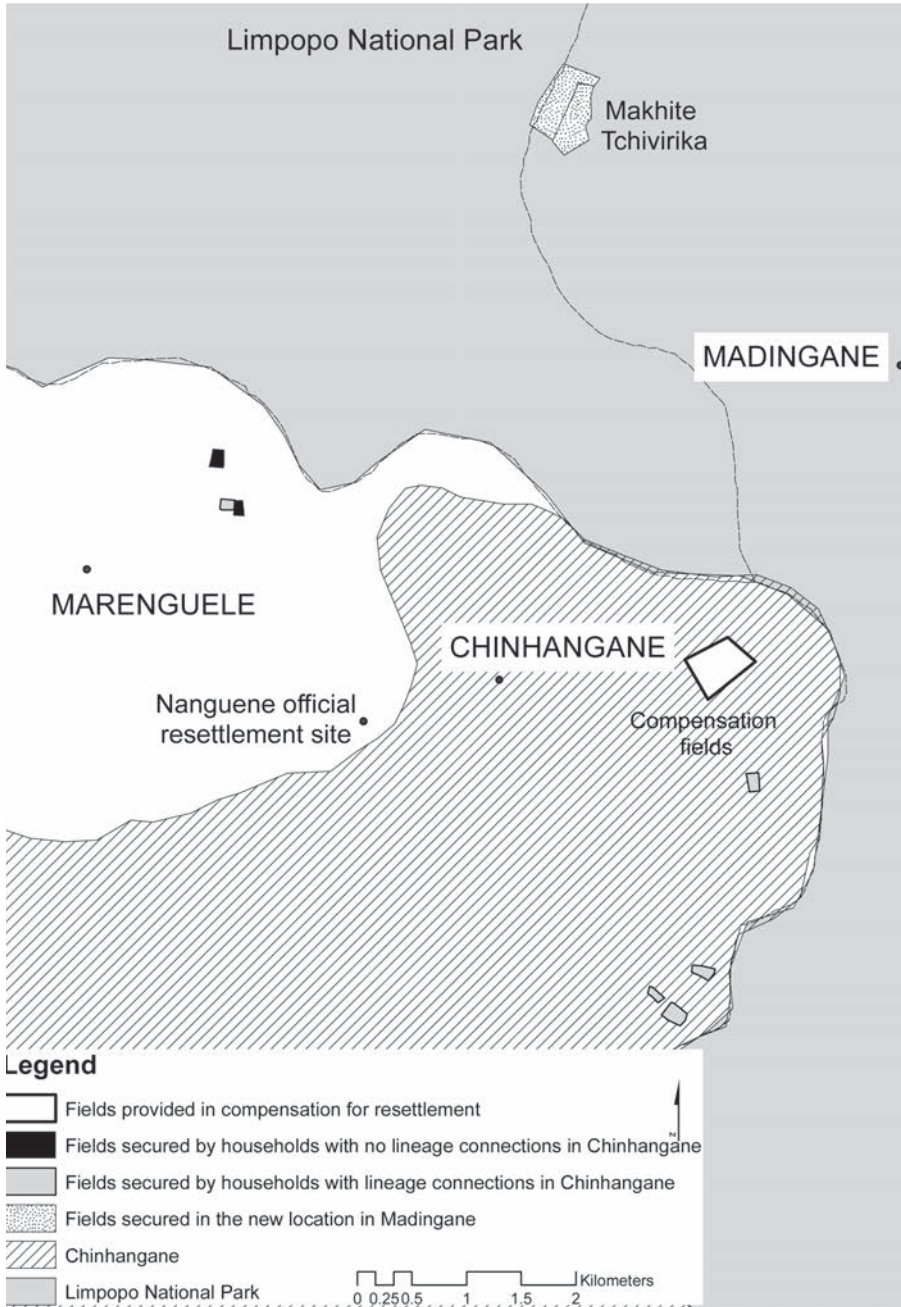 Limpopo National Park
Makhite
Tchivirika
MADINGANE
MARENGUELE
CHINHANGANE
Nanguene official
resettlement site
Compensation
fields
Legend
Fields provided in compensation for resettlement
Fields secured by households with no lineage connections in Chinhangane
Fields secured by households with lineage connections in Chinhangane
Fields secured in the new location in Madingane
Chinhangane
Limpopo National Park
N
Kilometers
0 0.25 0.5 1 1.5 2